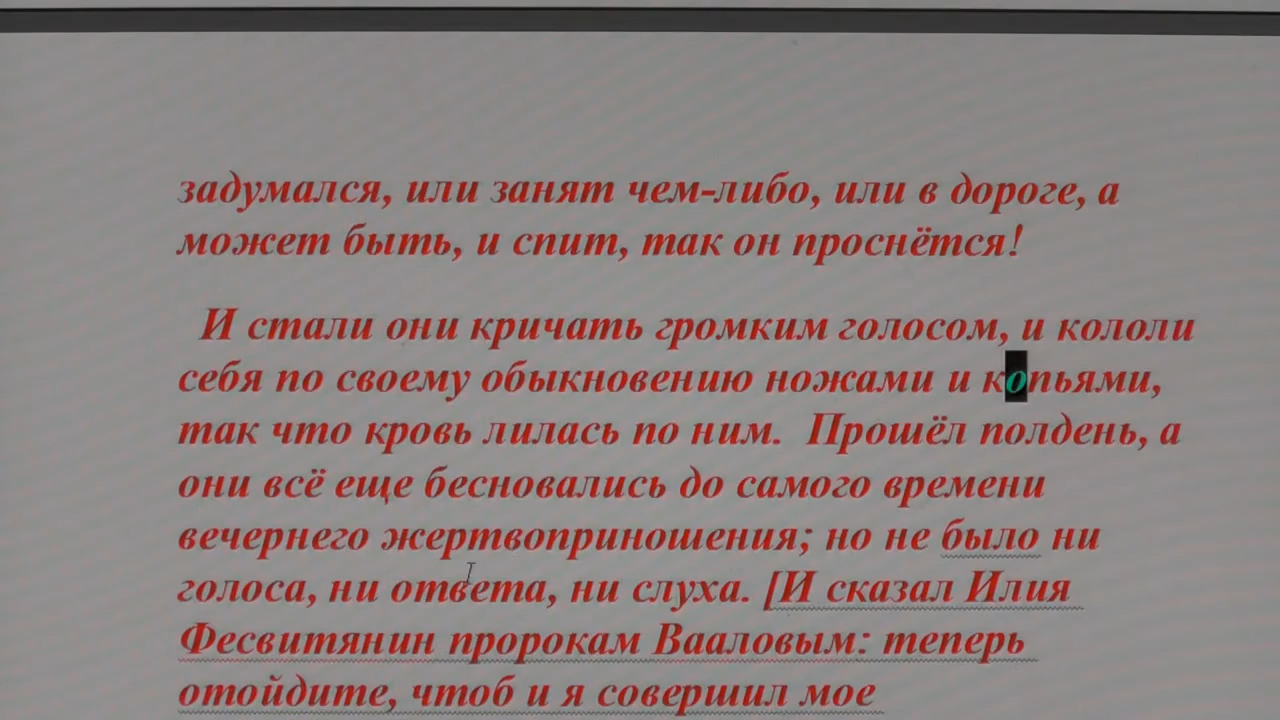 задумался, или занят чем-либо, или в дороге, а
может быть, и спит, так он проснётся!
И стали они кричать громким голосом, и кололи
себя по своему обыкновению ножами и копьями,
так что кровь лилась по ним. Прошёл полдень, а
они всё еще бесновались до самого времени
вечернего жертвоприношения; но не было ни
голоса, ни ответа, ни слуха. [И сказал Илия
Фесвитянин пророкам Вааловым: теперь
отойдите, чтоб и я совершил мое